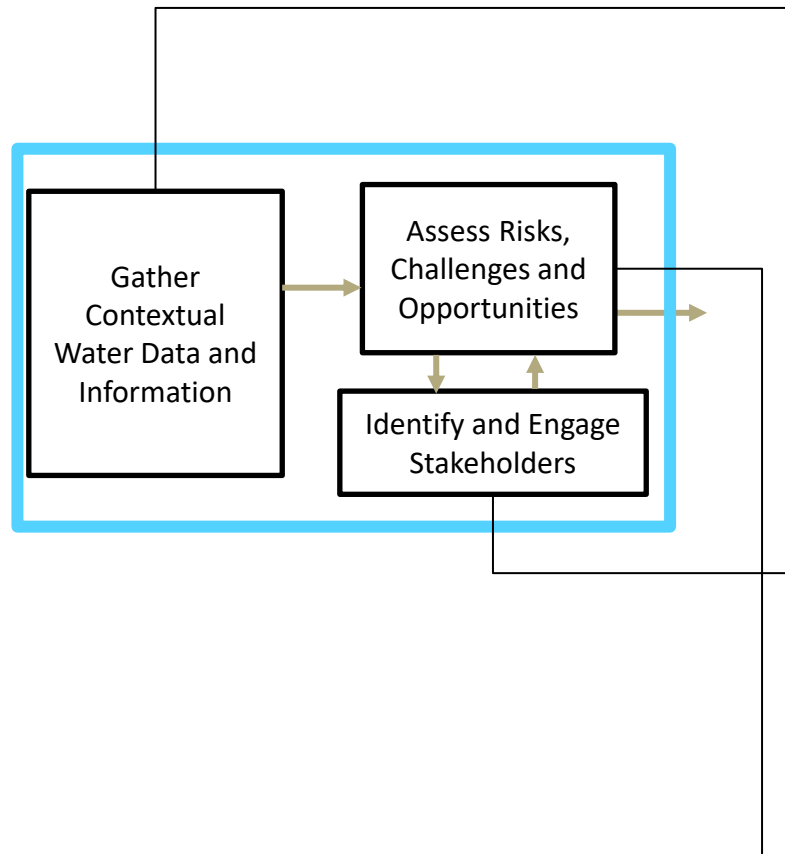 Gather
Contextual
Water Data and
Information
Assess Risks,
Challenges and
Opportunities
Identify and Engage
Stakeholders